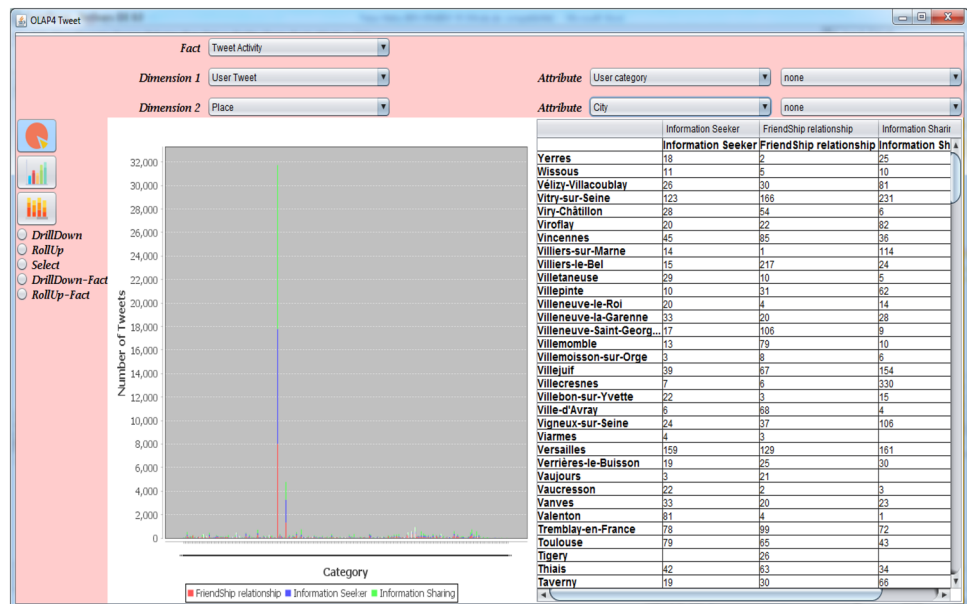 OLAP4 Tweet
Fact Tweet Activity
Dimension 1 User Tweet Attribute User category none
Dimension 2 Place Attribute City none
DrillDown
RollUp
Select
DrillDown-Fact
RollUp-Fact
Number of Tweets
32,000
30,000
28,000
26,000
24,000
22,000
20,000
18,000
16,000
14,000
12,000
10,000
8,000
6,000
4,000
2,000
0
Category
FriendShip relationship Information Seeker Information Sharing
Information Seeker FriendShip relationship Information Sharin
Information Seeker FriendShip relationship Information Sh
Yerres 18 2 25
Wissous 11 5 10
Vélizy-Villacoublay 26 30 81
Vitry-sur-Seine 123 166 231
Viry-Châtillon 28 54 6
Viroflay 20 22 82
Vincennes 45 85 36
Villiers-sur-Marne 14 1 114
Villiers-le-Bel 15 217 24
Villetaneuse 29 10 5
Villepinte 10 31 62
Villeneuve-le-Roi 20 4 14
Villeneuve-la-Garenne 33 20 28
Villeneuve-Saint-Georg... 17 106 9
Villemomble 13 79 10
Villemoisson-sur-Orge 3 8 6
Villejuif 39 67 154
Villecresnes 7 6 330
Villebon-sur-Yvette 22 3 15
Ville-d'Avray 6 68 4
Vigneux-sur-Seine 24 37 106
Viarmes 4 3
Versailles 159 129 161
Verrières-le-Buisson 19 25 30
Vaujours 3 21
Vaucresson 22 2 3
Vanves 33 20 23
Valenton 81 4 1
Tremblay-en-France 78 99 72
Toulouse 79 65 43
Tigery 26
Thiais 42 63 34
Taverny 19 30 66